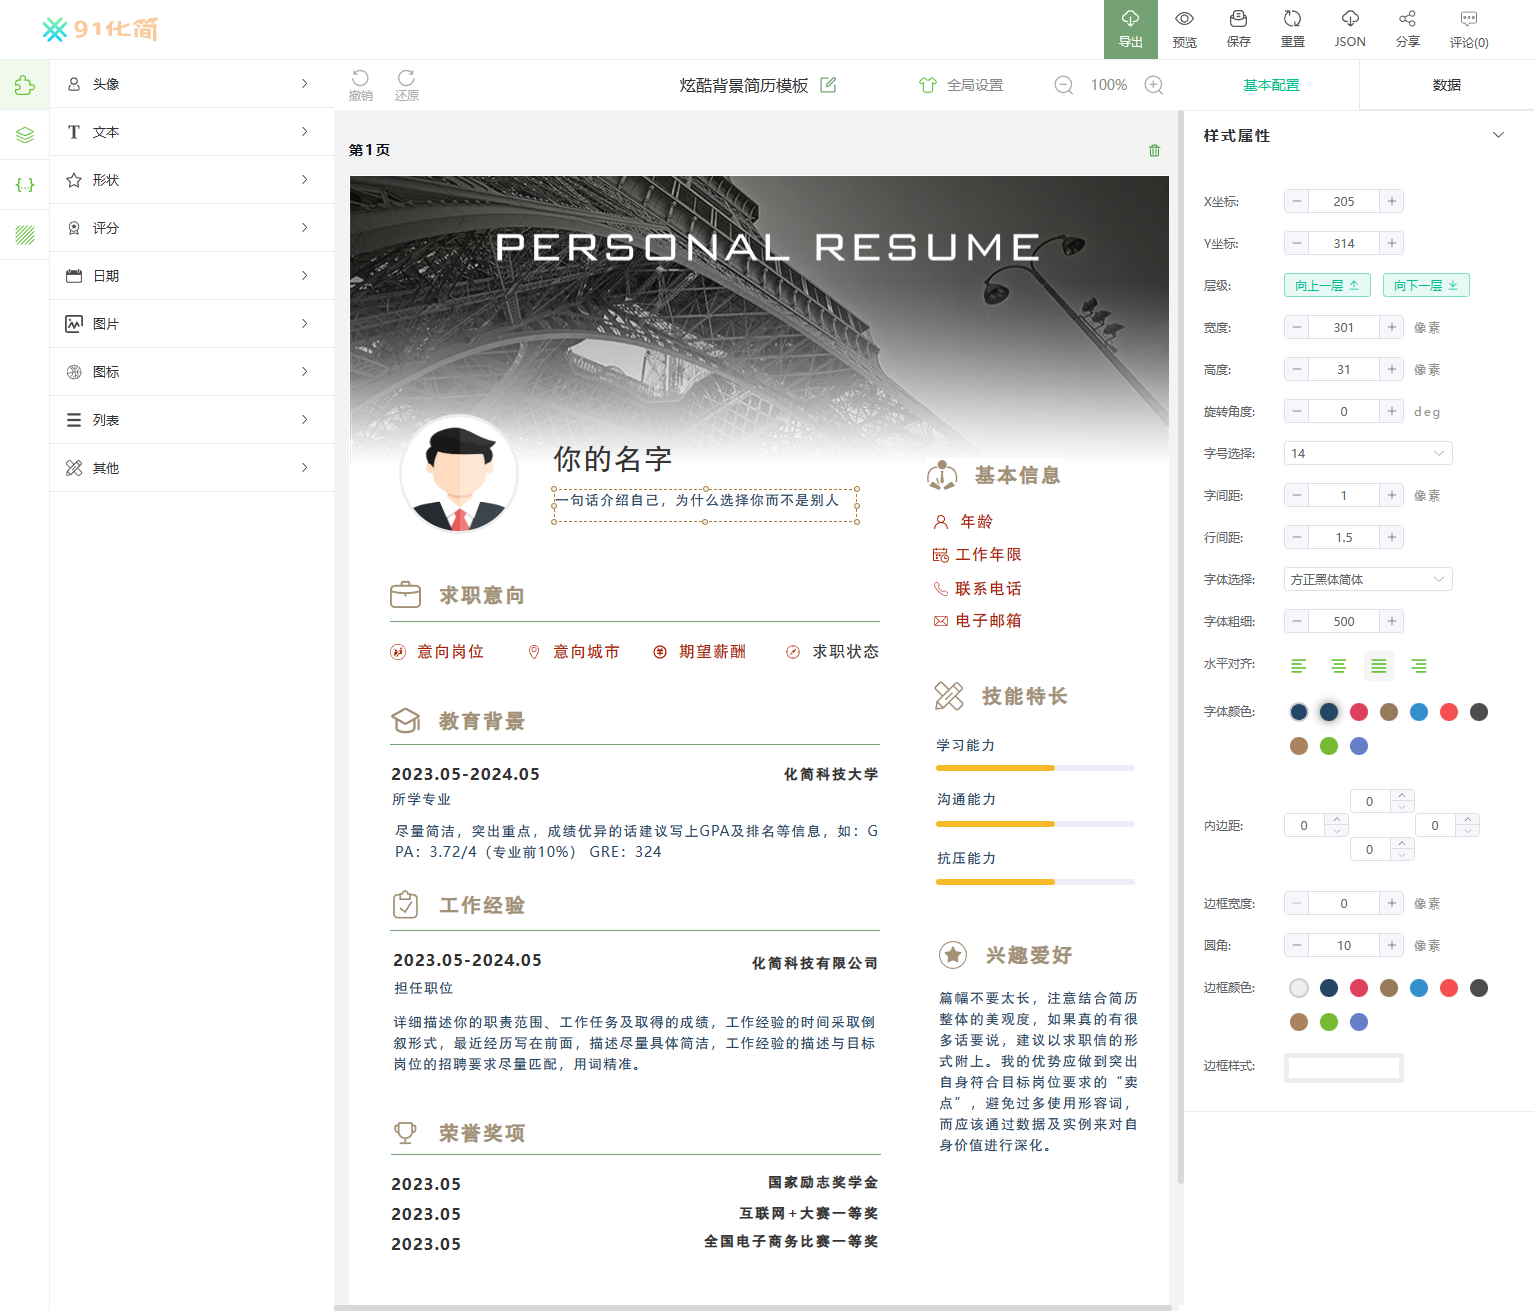 91化简
导出
预览
保存
重置
JSON
分享
评论(0)
头像
文本
形状
评分
日期
图片
图标
列表
其他
撤销
还原
炫酷背景简历模板
全局设置
100%
基本配置
数据
第1页
PERSONAL RESUME
你的名字
一句话介绍自己，为什么选择你而不是别人
求职意向
意向岗位
意向城市
期望薪酬
求职状态
教育背景
2023.05-2024.05
化简科技大学
所学专业
尽量简洁，突出重点，成绩优异的话建议写上GPA及排名等信息，如：G
PA：3.72/4（专业前10%） GRE：324
工作经验
2023.05-2024.05
化简科技有限公司
担任职位
详细描述你的职责范围、工作任务及取得的成绩，工作经验的时间采取倒
叙形式，最近经历写在前面，描述尽量具体简洁，工作经验的描述与目标
岗位的招聘要求尽量匹配，用词精准。
荣誉奖项
2023.05
国家励志奖学金
2023.05
互联网+大赛一等奖
2023.05
全国电子商务比赛一等奖
基本信息
年龄
工作年限
联系电话
电子邮箱
技能特长
学习能力
沟通能力
抗压能力
兴趣爱好
篇幅不要太长，注意结合简历
整体的美观度，如果真的有很
多话要说，建议以求职信的形
式附上。我的优势应做到突出
自身符合目标岗位要求的“卖
点”，避免过多使用形容词，
而应该通过数据及实例来对自
身价值进行深化。
样式属性
X坐标:
205
Y坐标:
314
层级:
向上一层
向下一层
宽度:
301
像素
高度:
31
像素
旋转角度:
0
deg
字号选择:
14
字间距:
1
像素
行间距:
1.5
字体选择:
方正黑体简体
字体粗细:
500
水平对齐:
字体颜色:
0
内边距:
0
0
0
边框宽度:
0
像素
圆角:
10
像素
边框颜色:
边框样式: